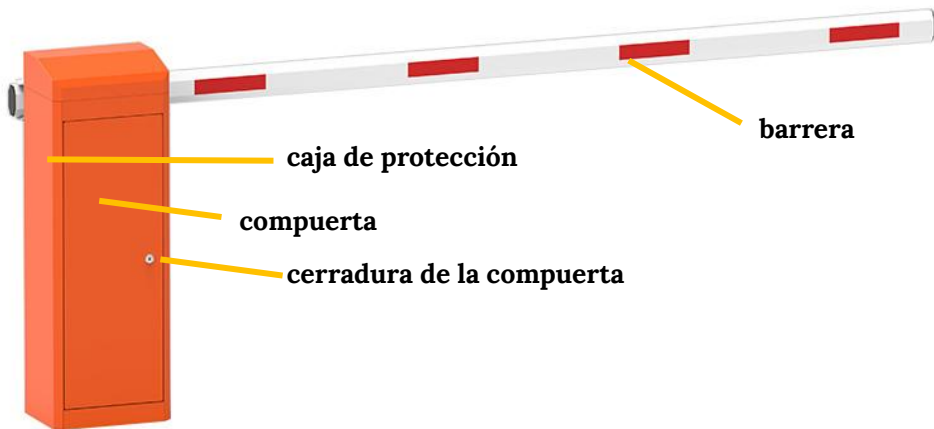 barrera
caja de protección
compuerta
cerradura de la compuerta